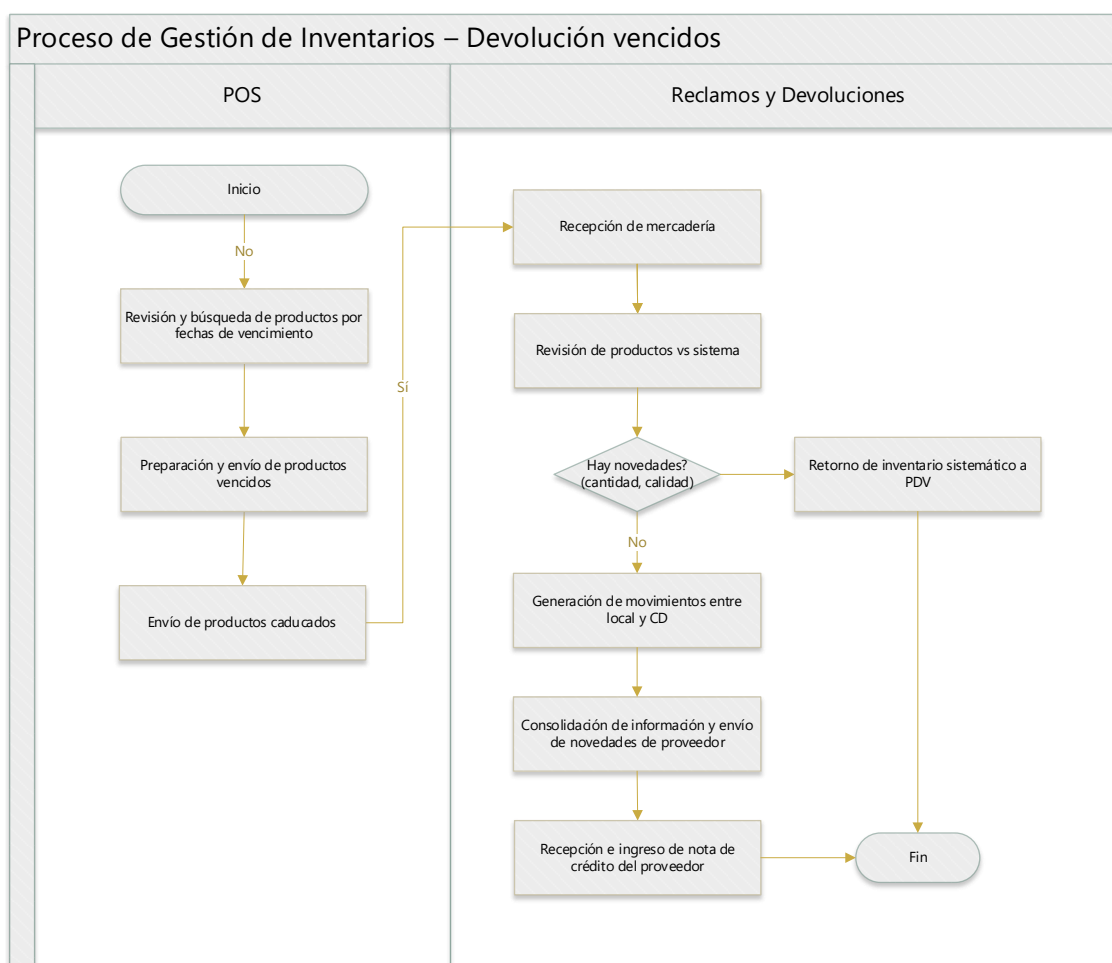 Proceso de Gestión de Inventarios – Devolución vencidos
POS
Reclamos y Devoluciones
Inicio
No
Revisión y búsqueda de productos por
fechas de vencimiento
Preparación y envío de productos
vencidos
Envío de productos caducados
Sí
Recepción de mercadería
Revisión de productos vs sistema
Hay novedades?
(cantidad, calidad)
Retorno de inventario sistemático a
PDV
No
Generación de movimientos entre
local y CD
Consolidación de información y envío
de novedades de proveedor
Recepción e ingreso de nota de
crédito del proveedor
Fin